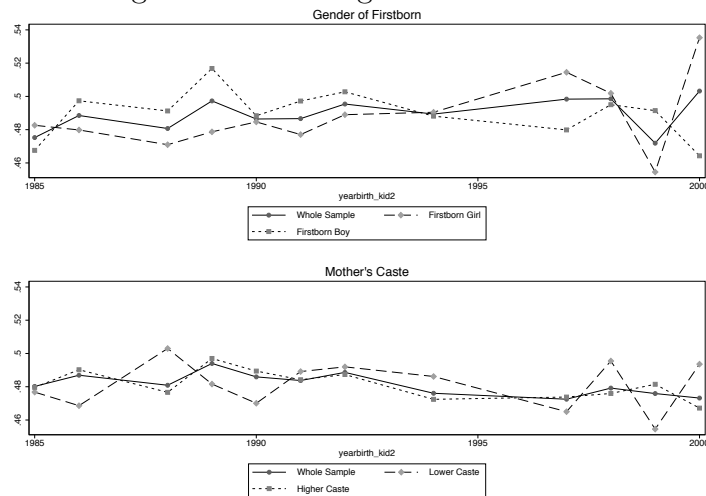 Gender of Firstborn
.54
.52
.5
.48
.46
1985 1990 1995 2000
yearbirth_kid2
Whole Sample Firstborn Girl
Firstborn Boy
Mother's Caste
.54
.52
.5
.48
.46
1985 1990 1995 2000
yearbirth_kid2
Whole Sample Lower Caste
Higher Caste